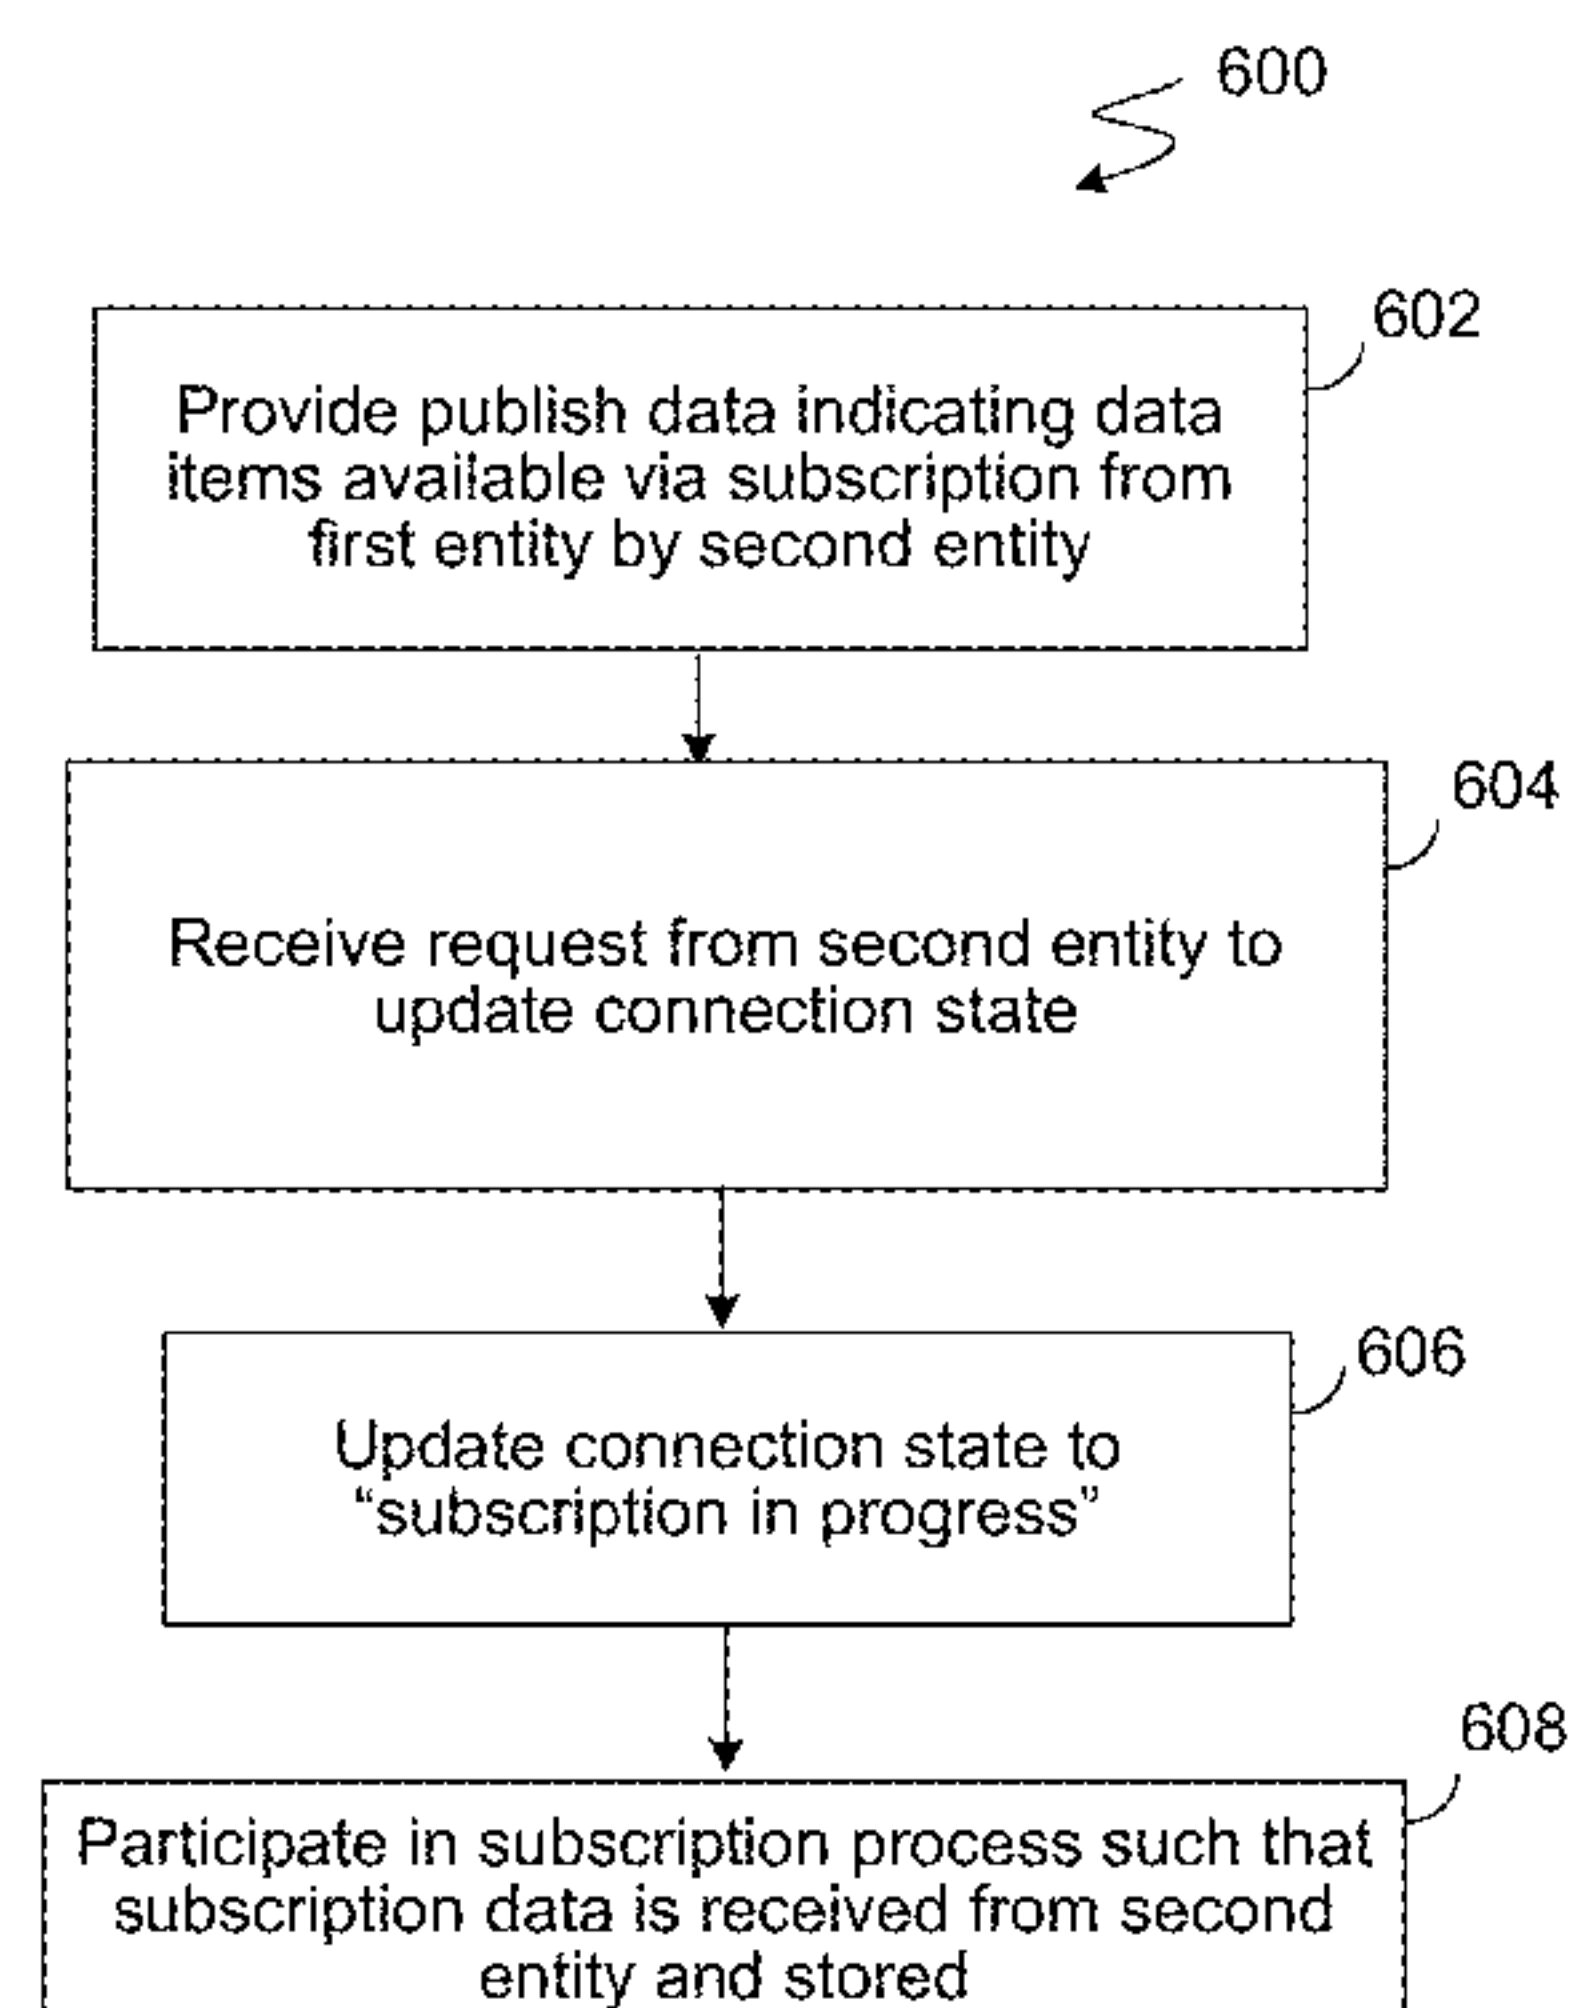 600
602
Provide publish data indicating data
items available via subscription from
first entity by second entity
604
Receive request from second entity to
update connection state
606
Update connection state to
“subscription in progress”
608
Participate in subscription process such that
subscription data is received from second
entity and stored